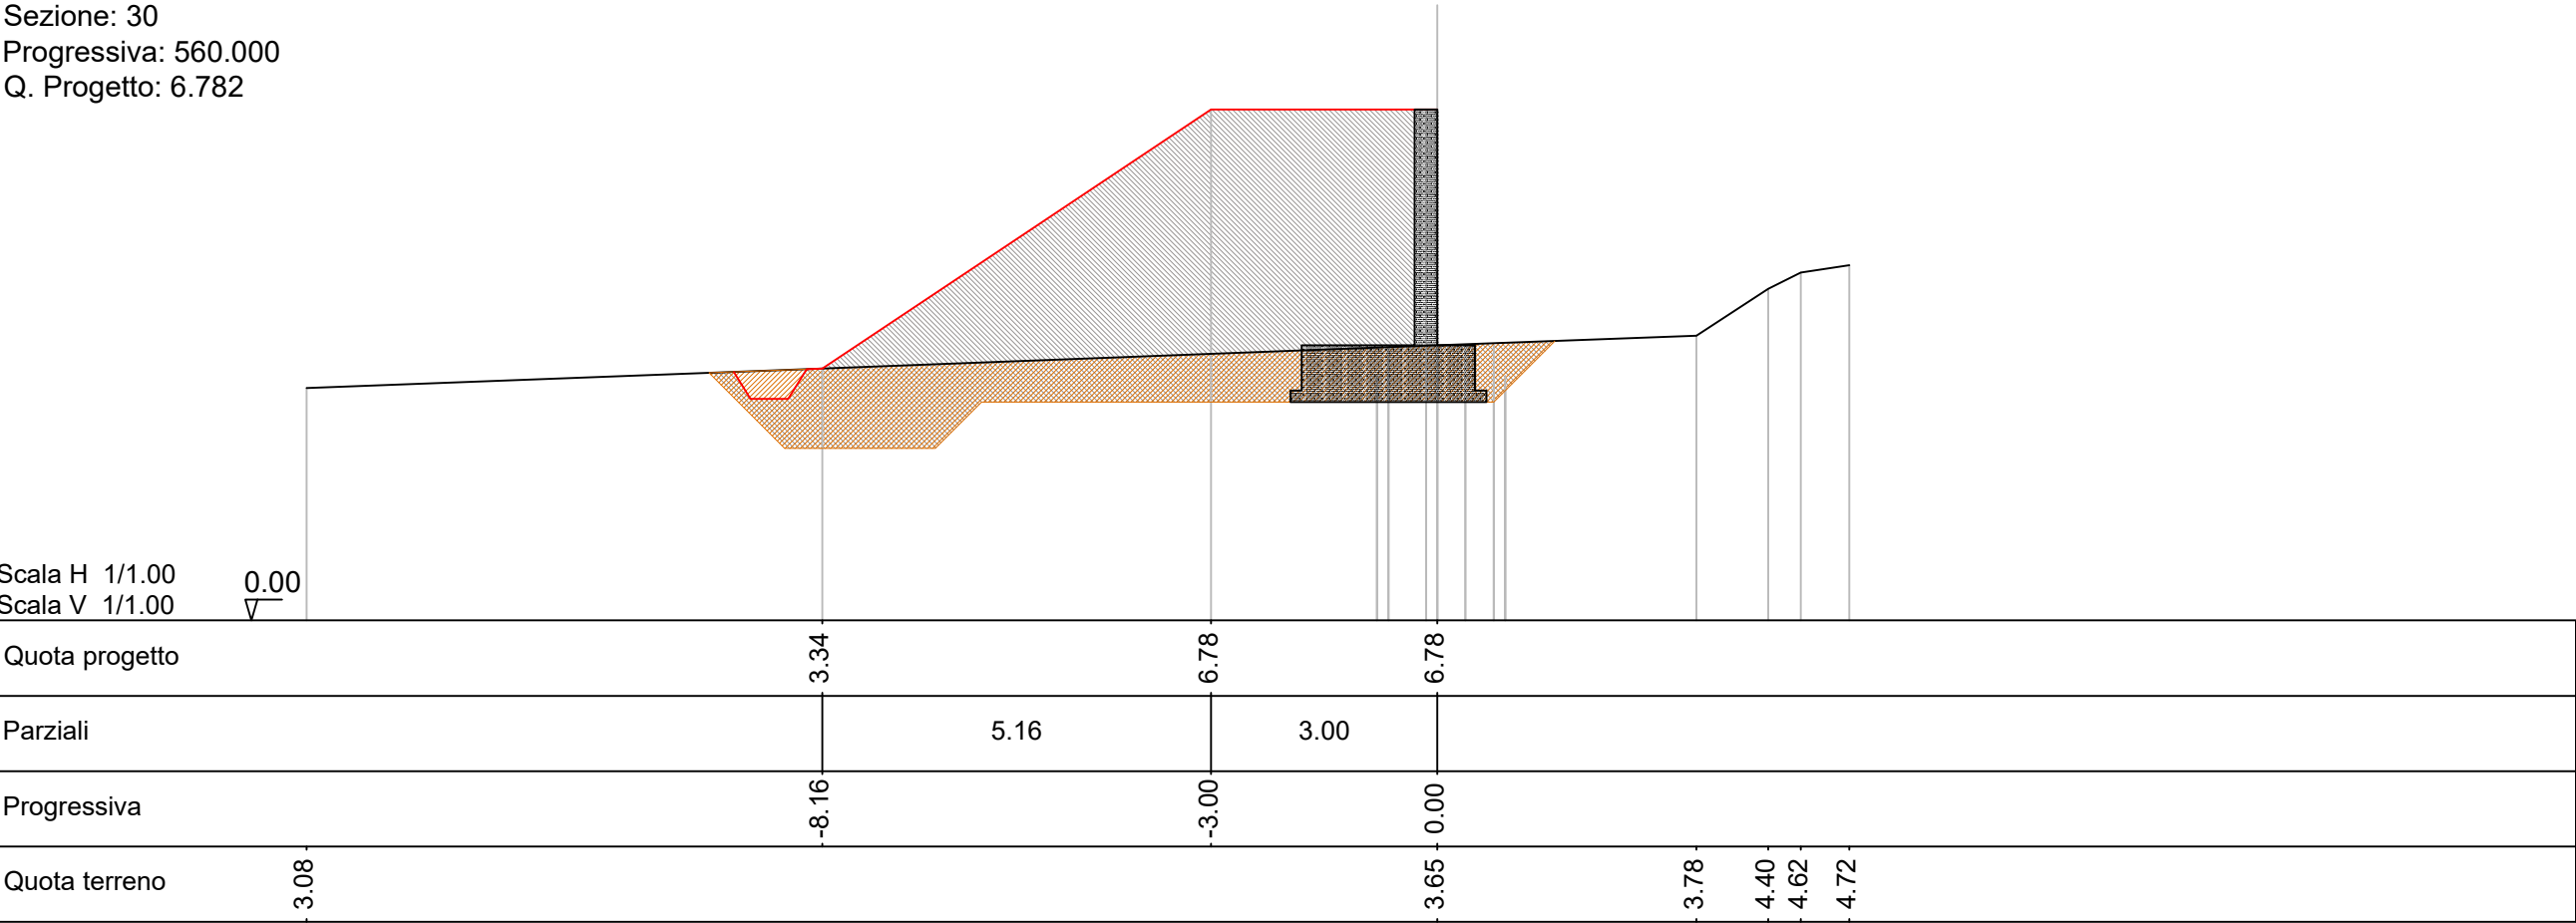 Sezione: 30
Progressiva: 560.000
Q. Progetto: 6.782
Scala H 1/1.00
Scala V 1/1.00
0.00
Quota progetto 3.34 6.78 6.78
Parziali 5.16 3.00
Progressiva -8.16 -3.00 0.00
Quota terreno 3.08 3.65 3.78 4.40 4.62 4.72